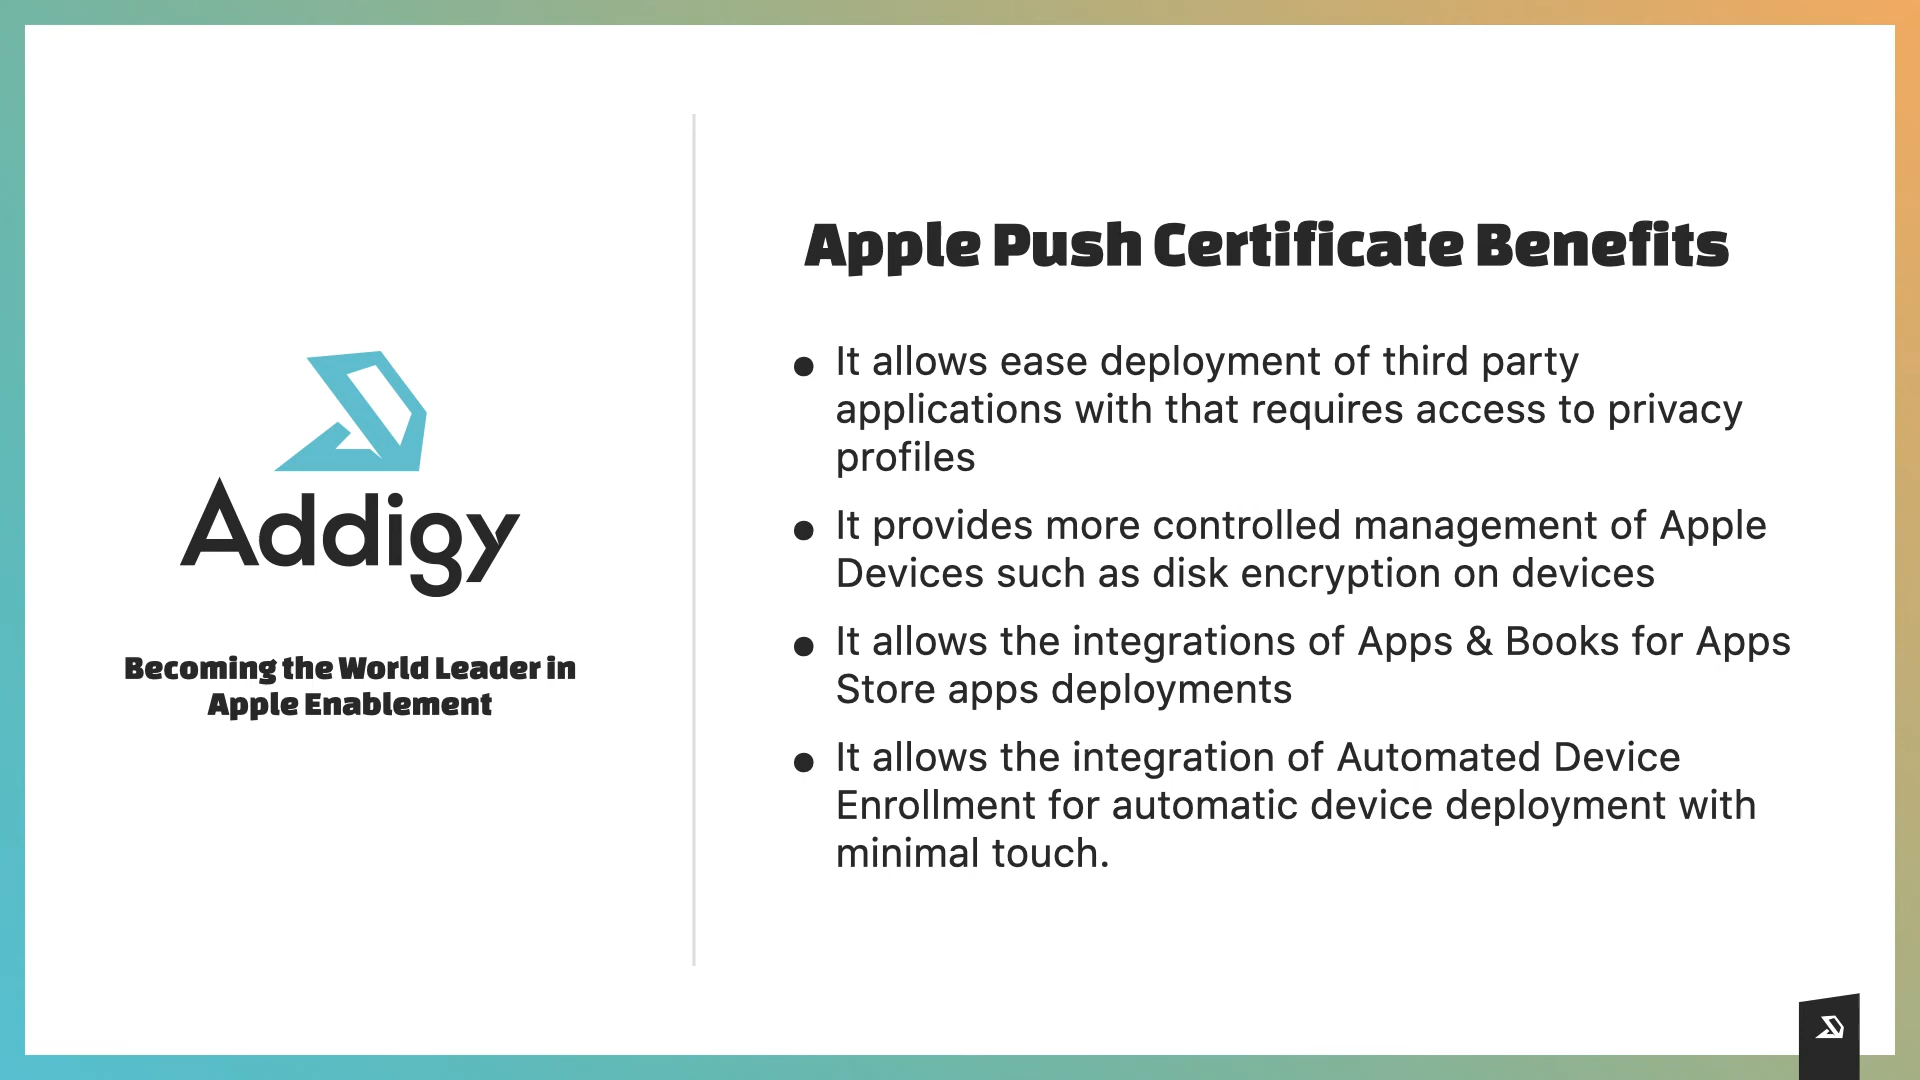 Addigy
Becoming the World Leader in
Apple Enablement
Apple Push Certificate Benefits
• It allows ease deployment of third party
applications with that requires access to privacy
profiles
• It provides more controlled management of Apple
Devices such as disk encryption on devices
• It allows the integrations of Apps & Books for Apps
Store apps deployments
• It allows the integration of Automated Device
Enrollment for automatic device deployment with
minimal touch.